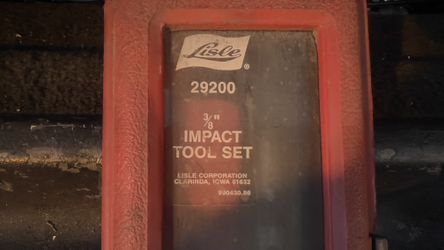 Lisle®
29200
3/8"
IMPACT
TOOL SET
LISLE CORPORATION
CLARINDA, IOWA 51632